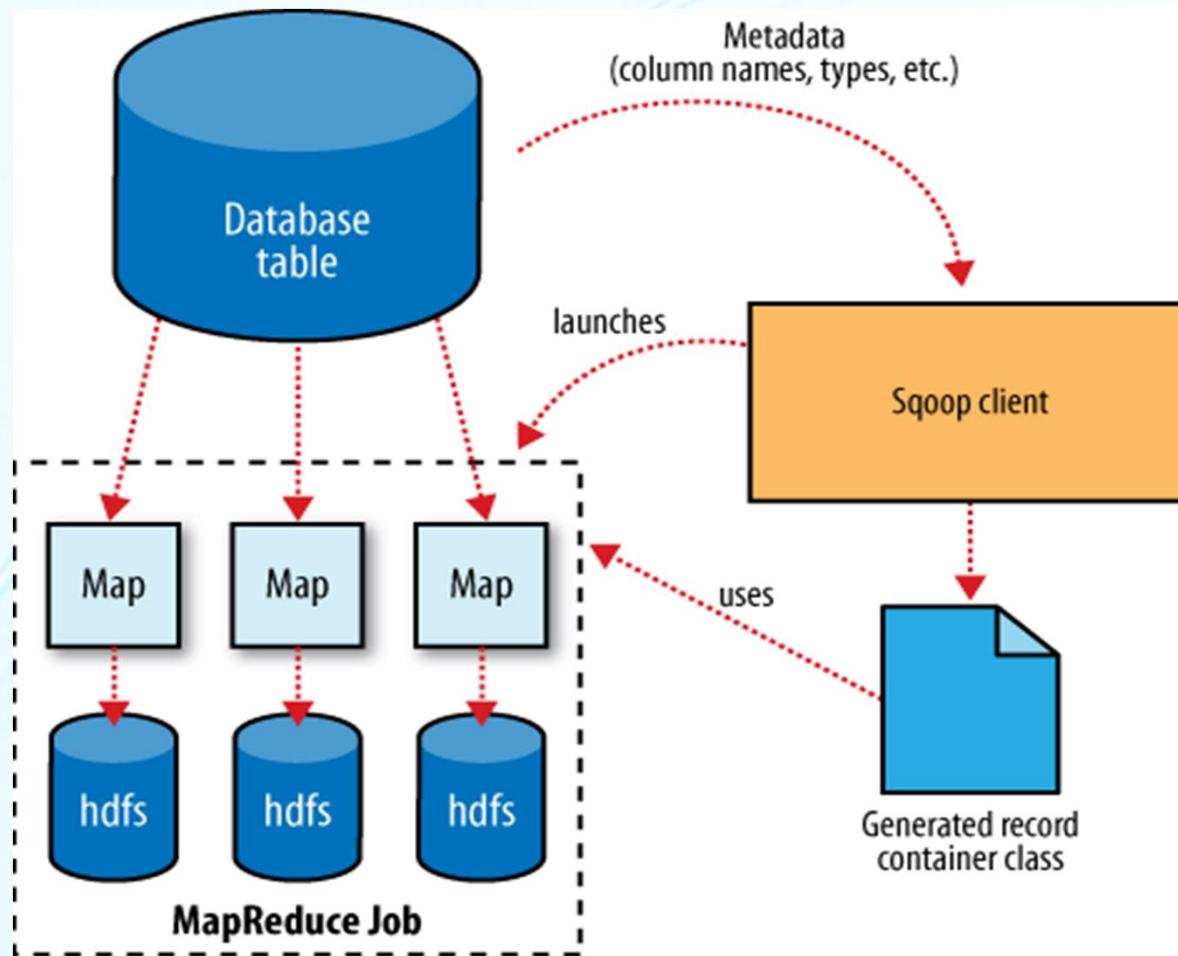 Metadata
(column names, types, etc.)
Database
table
launches
Sqoop client
Map
Map
Map
uses
hdfs
hdfs
hdfs
Generated record
container class
MapReduce Job